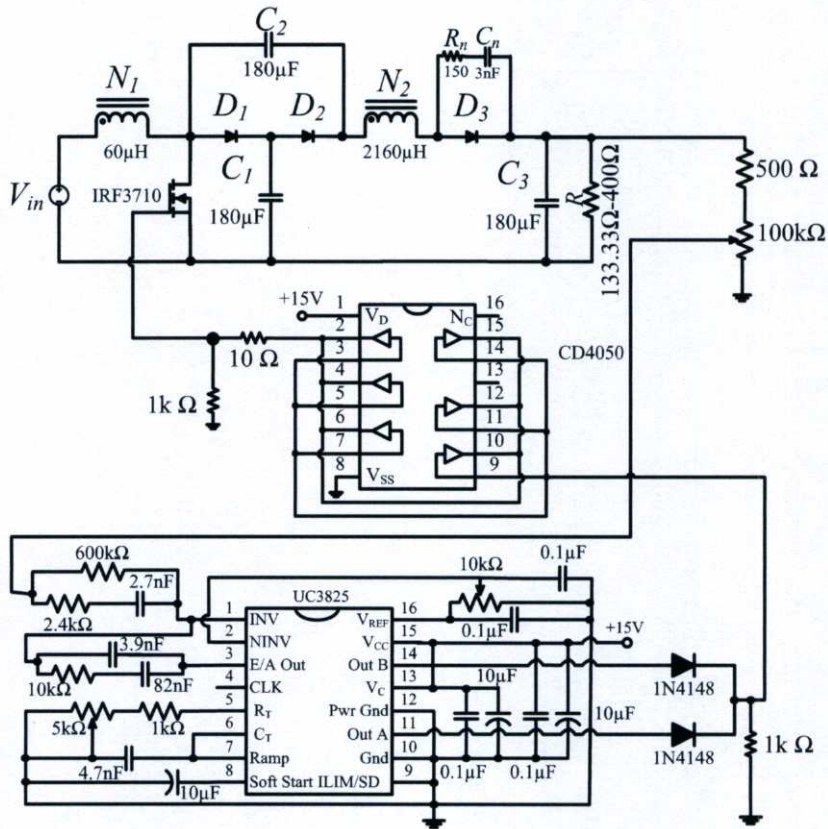 C2
180µF
Rn Cn
150 3nF
N1
D1 D2
N2
D3
60µH
2160µH
Vin
IRF3710
C1
180µF
C3
180µF
R
133.33Ω-400Ω
500 Ω
100kΩ
+15V
1 VD NC 16
2 15
3 14
4 13
5 12
6 11
7 10
8 VSS 9
CD4050
10 Ω
1k Ω
600kΩ
2.7nF
2.4kΩ
3.9nF
10kΩ
82nF
5kΩ
1kΩ
4.7nF
10µF
UC3825
1 INV VREF 16
2 NINV VCC 15
3 E/A Out Out B 14
4 CLK VC 13
5 RT Pwr Gnd 12
6 CT Out A 11
7 Ramp Gnd 10
8 Soft Start ILIM/SD 9
10kΩ
0.1µF
0.1µF
+15V
10µF
10µF
0.1µF
0.1µF
1N4148
1N4148
1k Ω